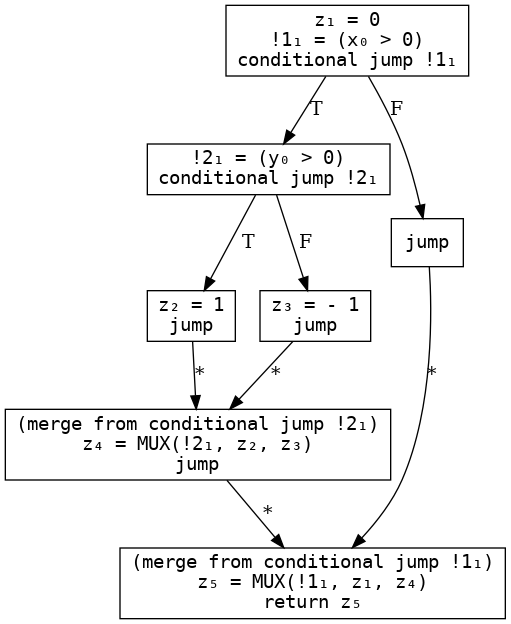 z₁ = 0
!1₁ = (x₀ > 0)
conditional jump !1₁
T
F
!2₁ = (y₀ > 0)
conditional jump !2₁
jump
T
F
z₂ = 1
jump
z₃ = - 1
jump
*
*
*
(merge from conditional jump !2₁)
z₄ = MUX(!2₁, z₂, z₃)
jump
*
(merge from conditional jump !1₁)
z₅ = MUX(!1₁, z₁, z₄)
return z₅